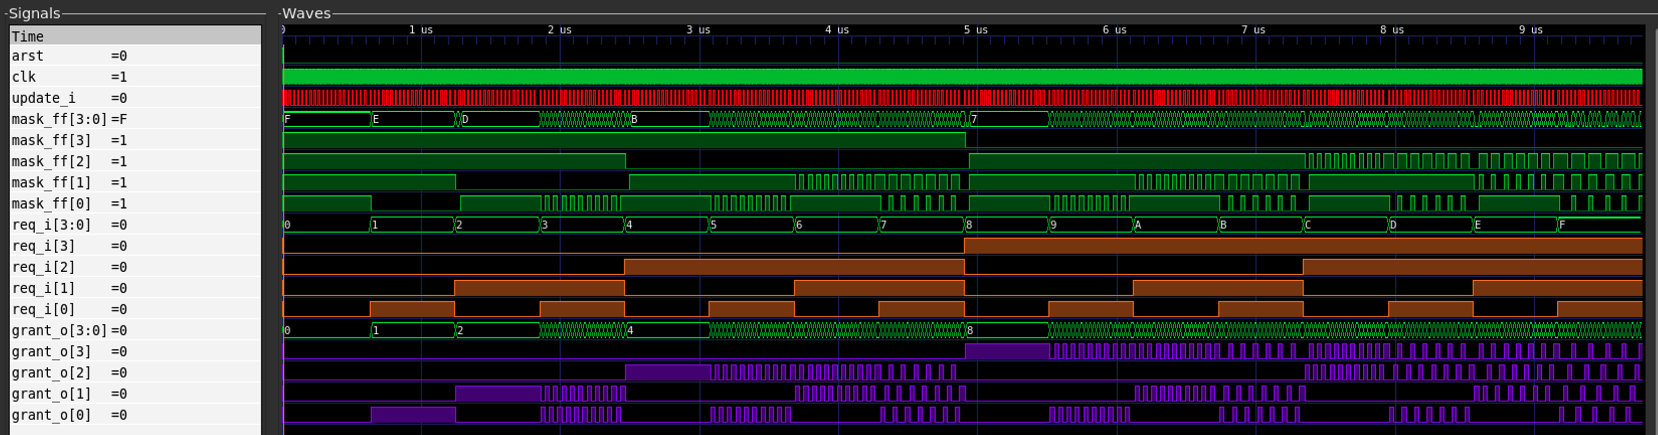 Signals Waves
Time 0 1 us 2 us 3 us 4 us 5 us 6 us 7 us 8 us 9 us
arst =0
clk =1
update_i =0
mask_ff[3:0] =F F E D B 7
mask_ff[3] =1
mask_ff[2] =1
mask_ff[1] =1
mask_ff[0] =1
req_i[3:0] =0 0 1 2 3 4 5 6 7 8 9 A B C D E F
req_i[3] =0
req_i[2] =0
req_i[1] =0
req_i[0] =0
grant_o[3:0] =0 0 1 2 4 8
grant_o[3] =0
grant_o[2] =0
grant_o[1] =0
grant_o[0] =0